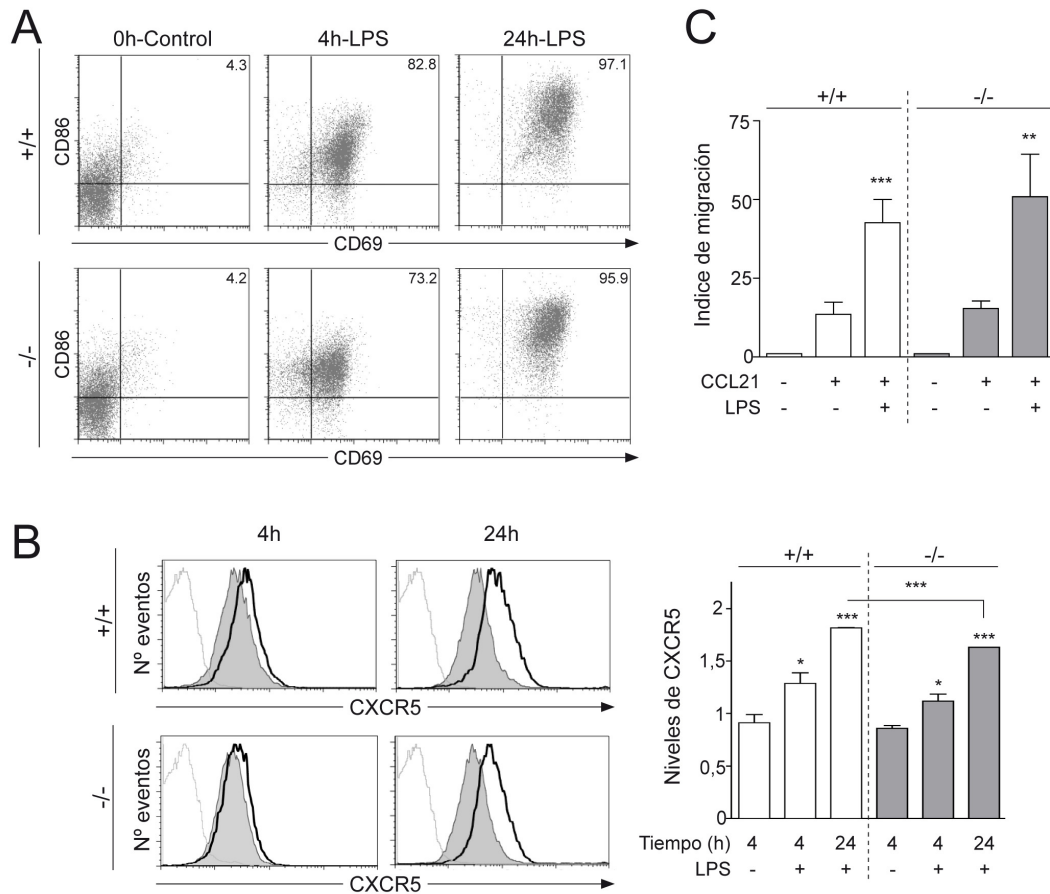 A
0h-Control
4h-LPS
24h-LPS
+/+
CD86
4.3
82.8
97.1
CD69
-/-
CD86
4.2
73.2
95.9
CD69
C
+/+
-/-
Indice de migración
75
50
25
0
***
**
CCL21 - + + - + +
LPS - - + - - +
B
4h
24h
+/+
Nº eventos
CXCR5
-/-
Nº eventos
CXCR5
+/+
-/-
Niveles de CXCR5
2
1,5
1
0,5
0
*
***
***
*
***
Tiempo (h) 4 4 24 4 4 24
LPS - + + - + +